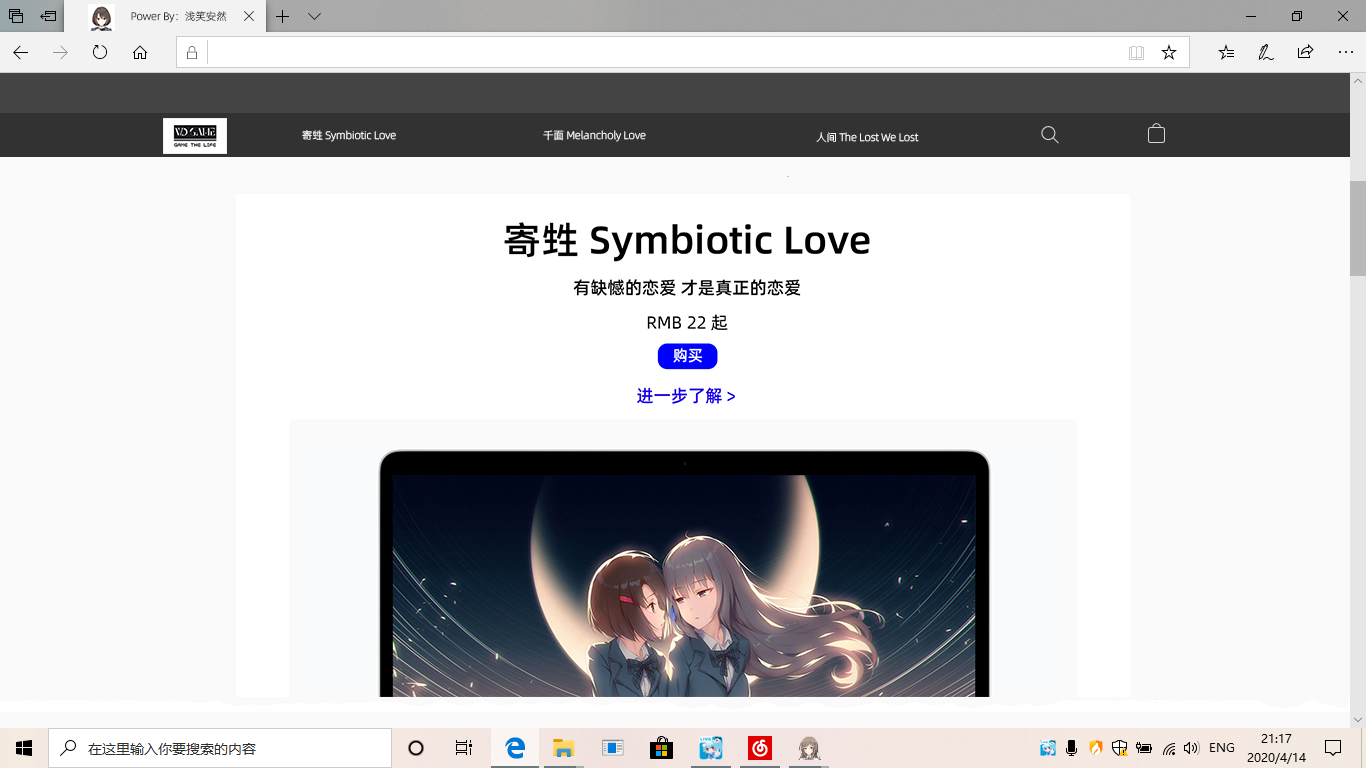 Power By：浅笑安然
VO GAME
GAME THE LIFE
寄甡 Symbiotic Love
千面 Melancholy Love
人间 The Lost We Lost
寄甡 Symbiotic Love
有缺憾的恋爱 才是真正的恋爱
RMB 22 起
购买
进一步了解 >
在这里输入你要搜索的内容
ENG
21:17
2020/4/14